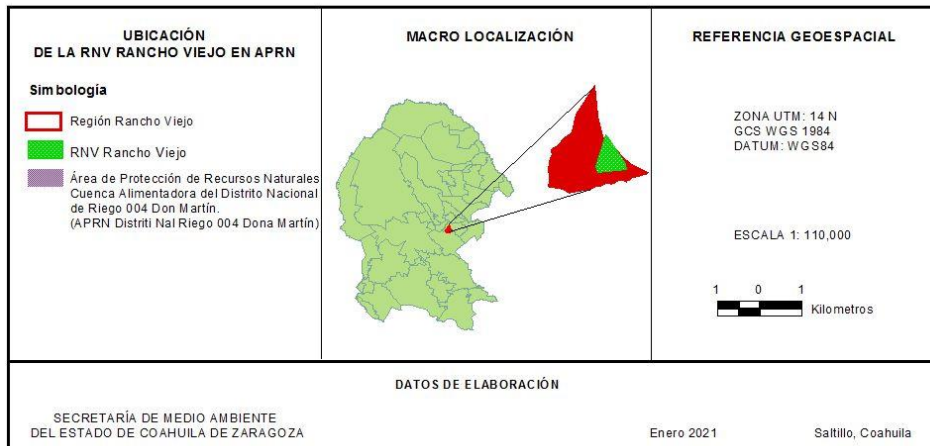 UBICACIÓN
DE LA RNV RANCHO VIEJO EN APRN
Simbología
Región Rancho Viejo
RNV Rancho Viejo
Área de Protección de Recursos Naturales
Cuenca Alimentadora del Distrito Nacional
de Riego 004 Don Martín.
(APRN Distriti Nal Riego 004 Dona Martín)
MACRO LOCALIZACIÓN
REFERENCIA GEOESPACIAL
ZONA UTM: 14 N
GCS WGS 1984
DATUM: WGS84
ESCALA 1: 110,000
1 0 1
Kilometros
DATOS DE ELABORACIÓN
SECRETARÍA DE MEDIO AMBIENTE
DEL ESTADO DE COAHUILA DE ZARAGOZA
Enero 2021
Saltillo, Coahuila